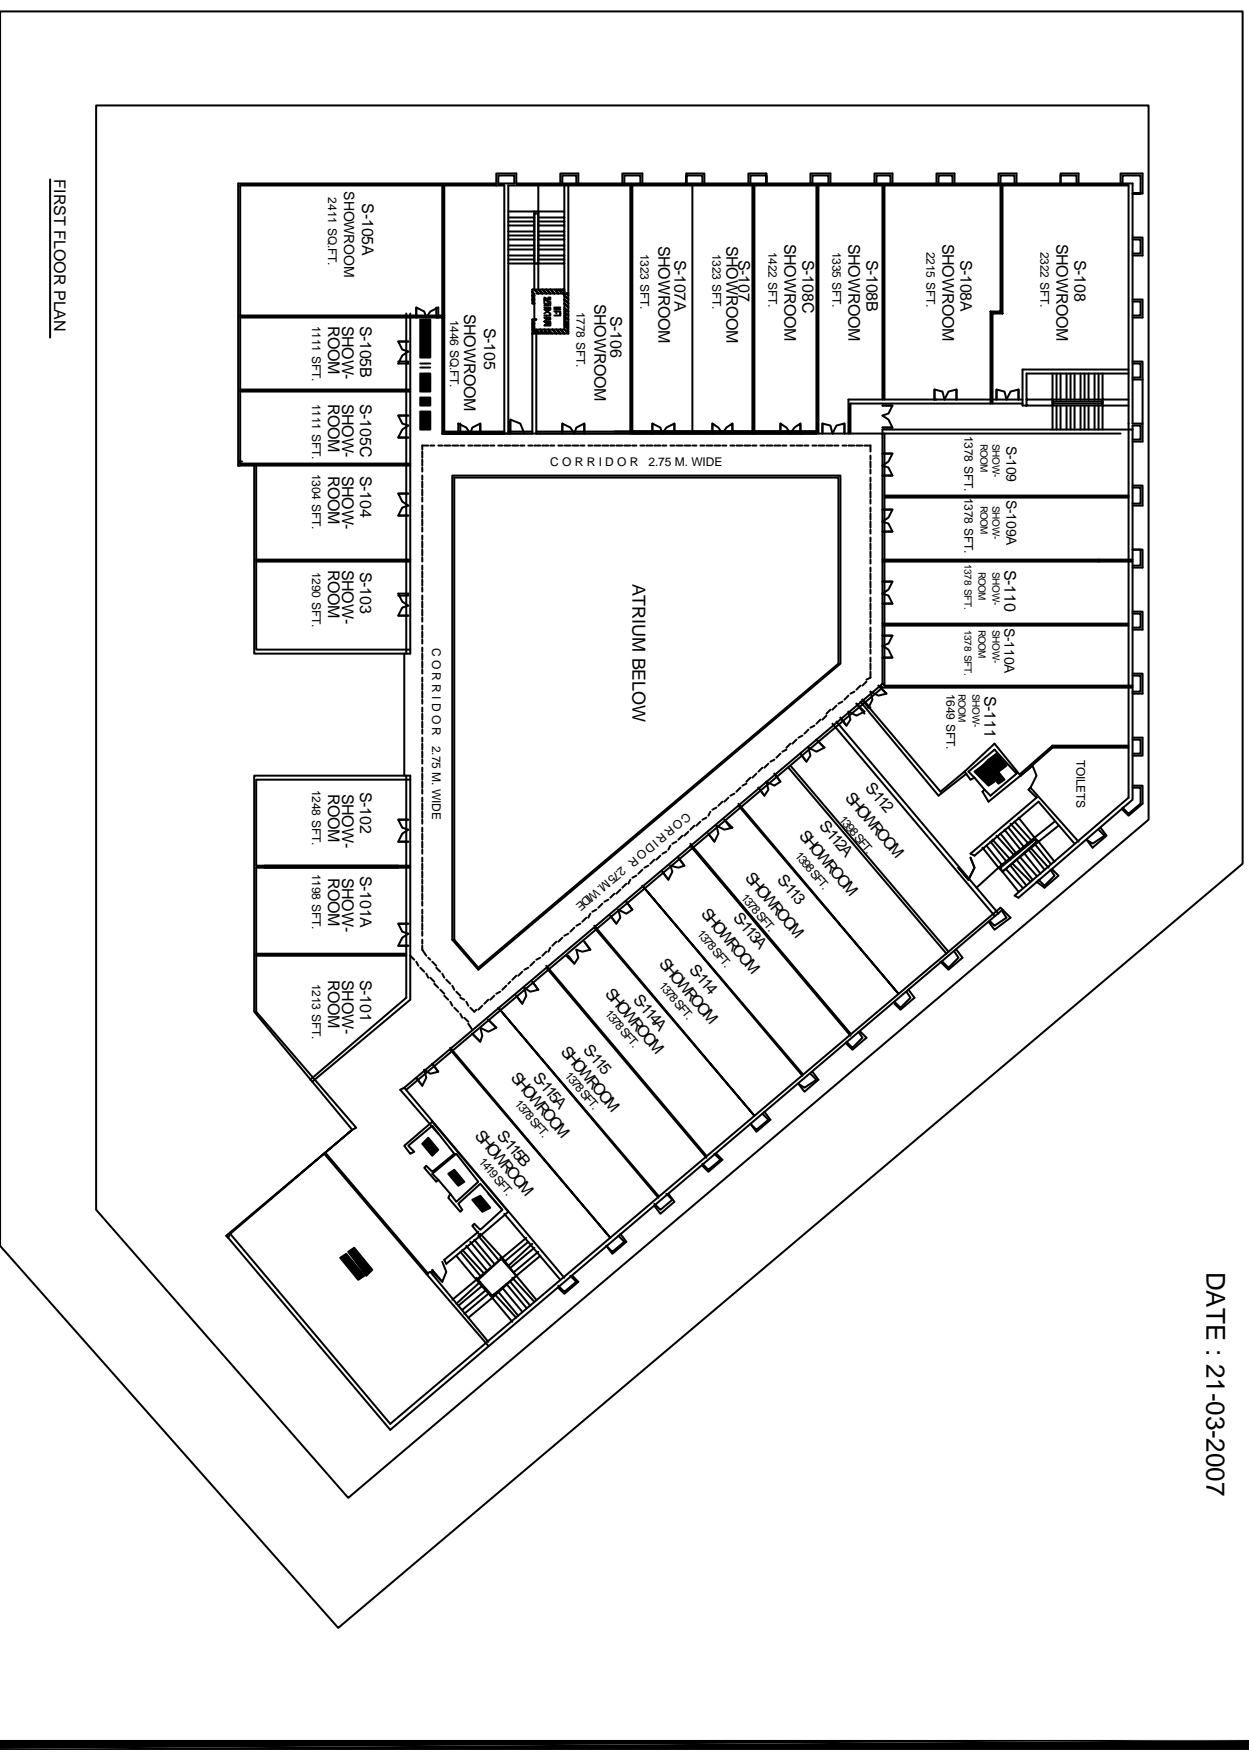 FIRST FLOOR PLAN
DATE : 21-03-2007
S-105A
SHOWROOM
2411 SQ.FT.
S-105B
SHOW-
ROOM
1111 SFT.
S-105C
SHOW-
ROOM
1111 SFT.
S-104
SHOW-
ROOM
1304 SFT.
S-103
SHOW-
ROOM
1290 SFT.
S-102
SHOW-
ROOM
1248 SFT.
S-101A
SHOW-
ROOM
1198 SFT.
S-101
SHOW-
ROOM
1213 SFT.
S-105
SHOWROOM
1446 SQ.FT.
S-106
SHOWROOM
1778 SFT.
S-107A
SHOWROOM
1323 SFT.
S-107
SHOWROOM
1323 SFT.
S-108C
SHOWROOM
1422 SFT.
S-108B
SHOWROOM
1335 SFT.
S-108A
SHOWROOM
2215 SFT.
S-108
SHOWROOM
2322 SFT.
S-109
SHOW-
ROOM
1378 SFT.
S-109A
SHOW-
ROOM
1378 SFT.
S-110
SHOW-
ROOM
1378 SFT.
S-110A
SHOW-
ROOM
1378 SFT.
S-111
SHOW-
ROOM
1649 SFT.
TOILETS
S-112
SHOWROOM
1398 SFT.
S-112A
SHOWROOM
1398 SFT.
S-113
SHOWROOM
1378 SFT.
S-113A
SHOWROOM
1378 SFT.
S-114
SHOWROOM
1378 SFT.
S-114A
SHOWROOM
1378 SFT.
S-115
SHOWROOM
1378 SFT.
S-115A
SHOWROOM
1378 SFT.
S-115B
SHOWROOM
1419 SFT.
CORRIDOR 2.75 M. WIDE
CORRIDOR 2.75 M. WIDE
CORRIDOR 2.75 M. WIDE
ATRIUM BELOW